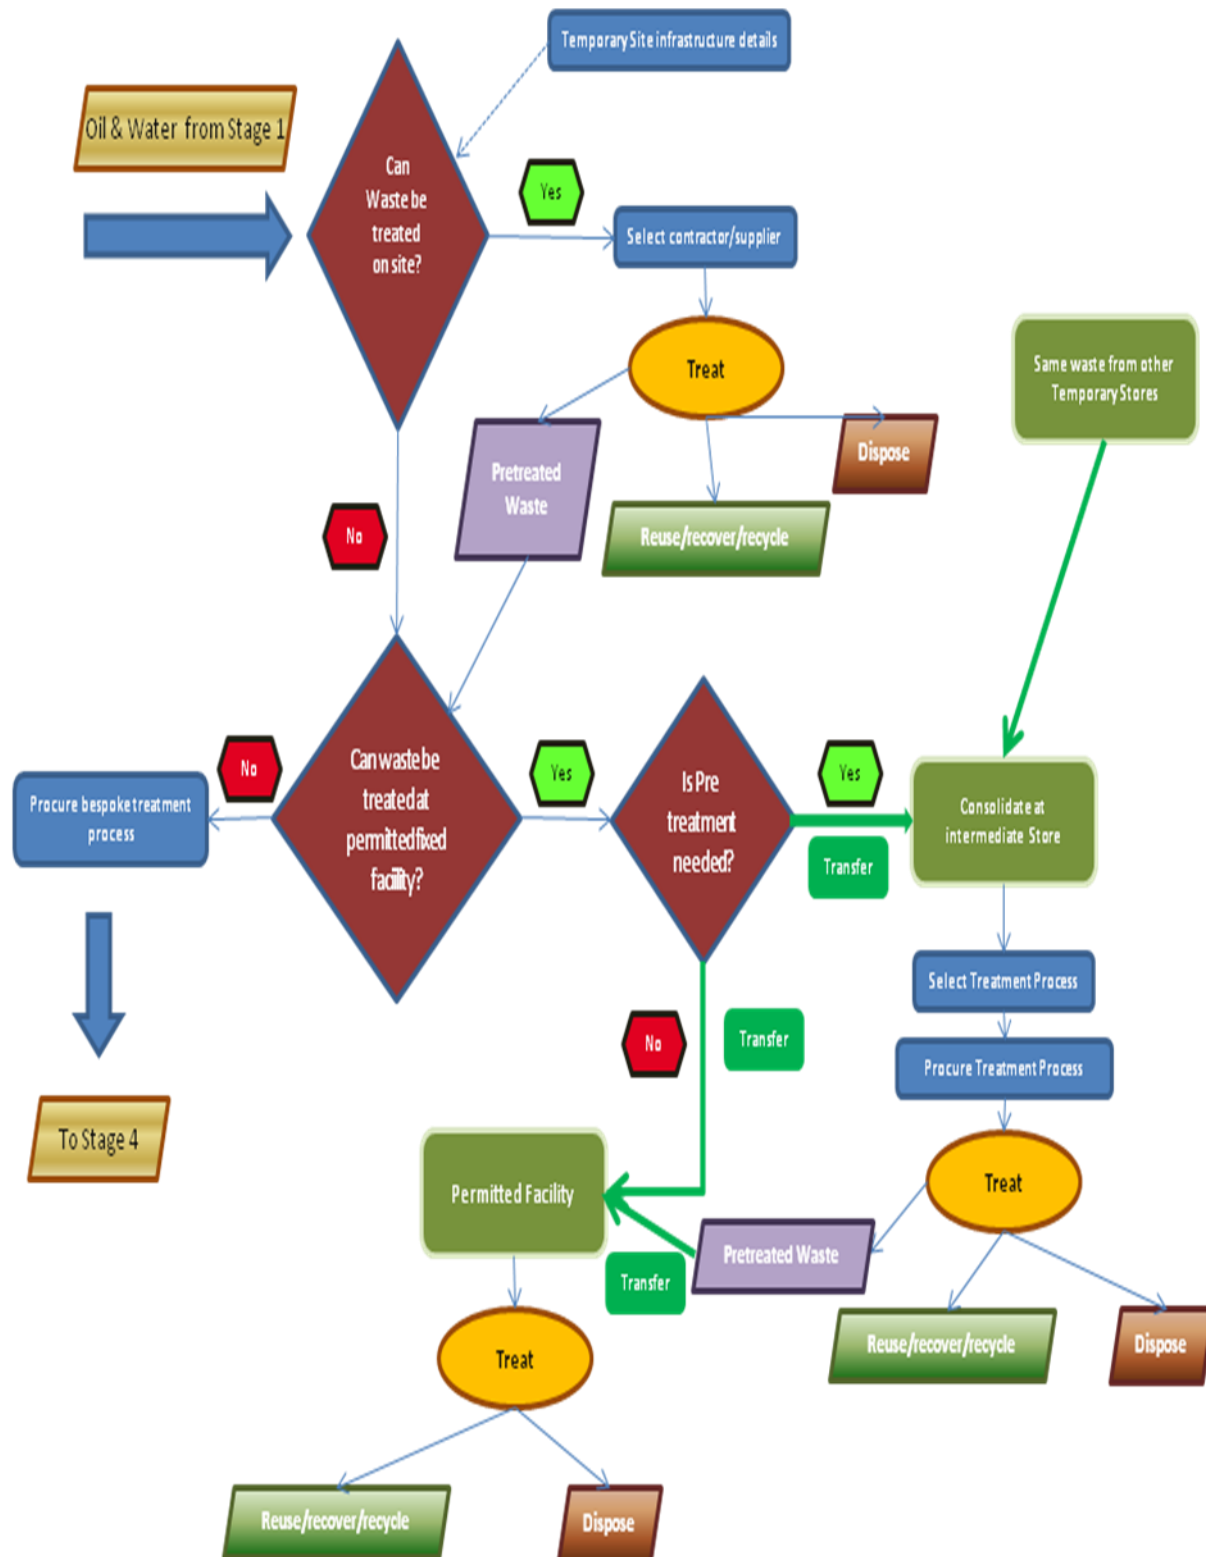 Temporary Site infrastructure details
Oil & Water from Stage 1
Can
Waste be
treated
on site?
Yes
Select contractor/supplier
Treat
Same waste from other
Temporary Stores
Pretreated
Waste
Dispose
Reuse/recover/recycle
No
Can waste be
treated at
permitted fixed
facility?
No
Procure bespoke treatment
process
Yes
Is Pre
treatment
needed?
Yes
Transfer
Consolidate at
intermediate Store
Select Treatment Process
No
Transfer
Procure Treatment Process
To Stage 4
Treat
Permitted Facility
Pretreated Waste
Transfer
Reuse/recover/recycle
Dispose
Treat
Reuse/recover/recycle
Dispose